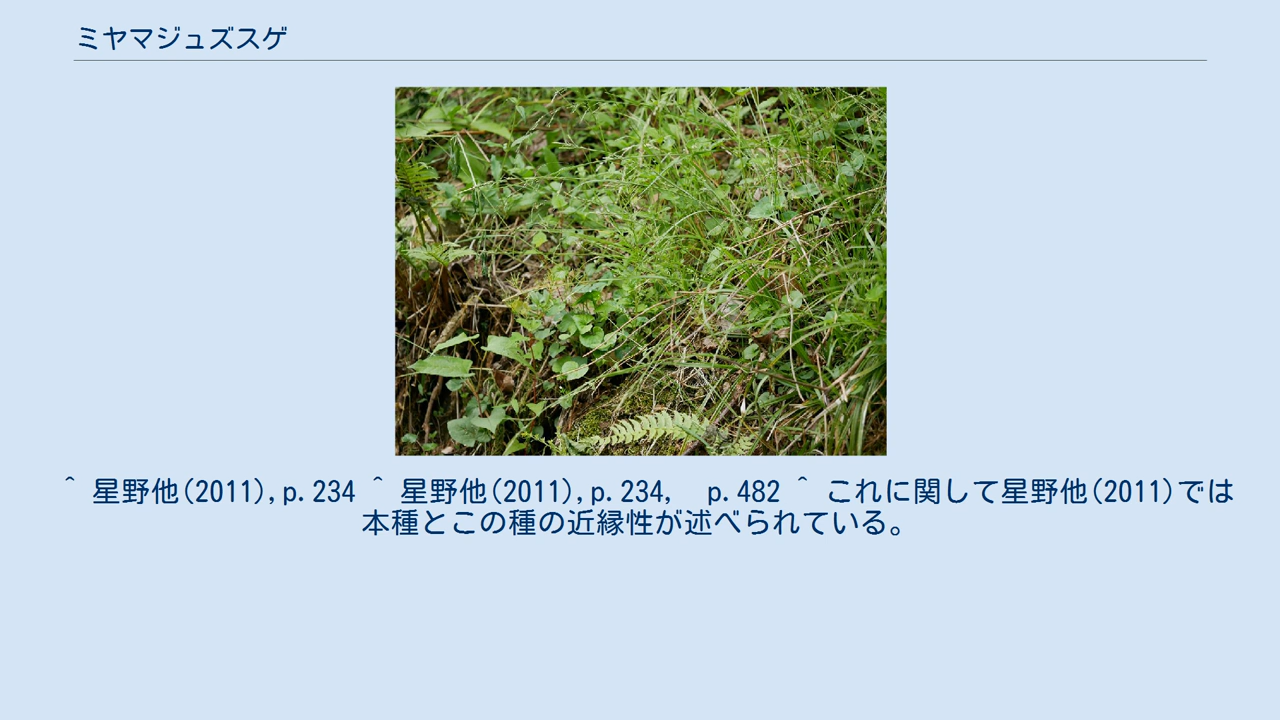 ミヤマジュズスゲ
^ 星野他(2011),p.234 ^ 星野他(2011),p.234, p.482 ^ これに関して星野他(2011)では
本種とこの種の近縁性が述べられている。